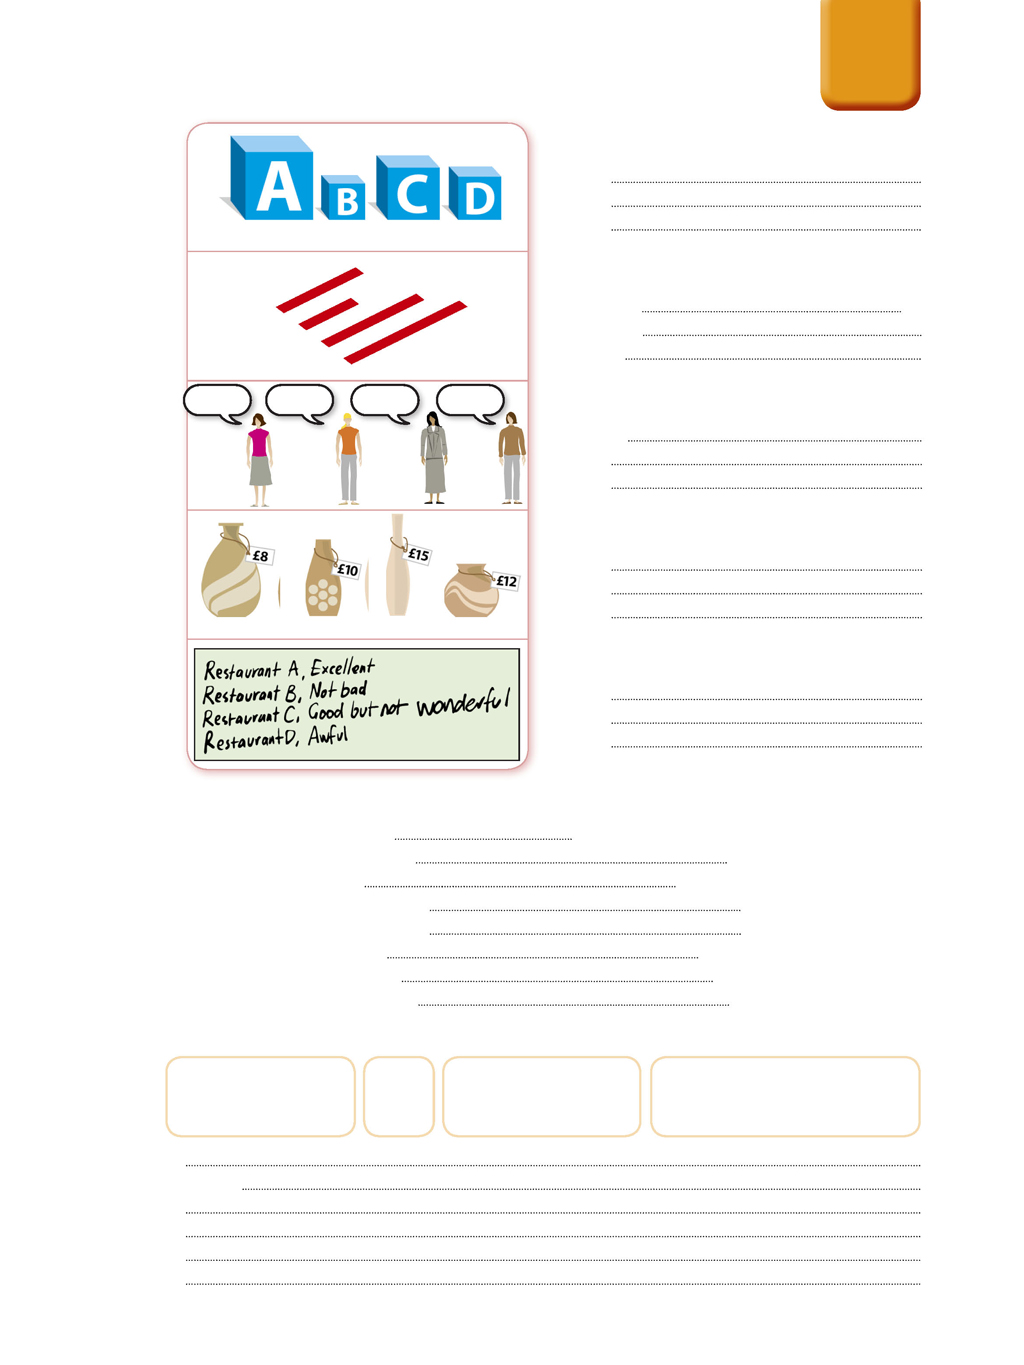 A B C D
£8 £10 £15 £12
Restaurant A, Excellent
Restaurant B, Not bad
Restaurant C, Good but not wonderful
Restaurant D, Awful